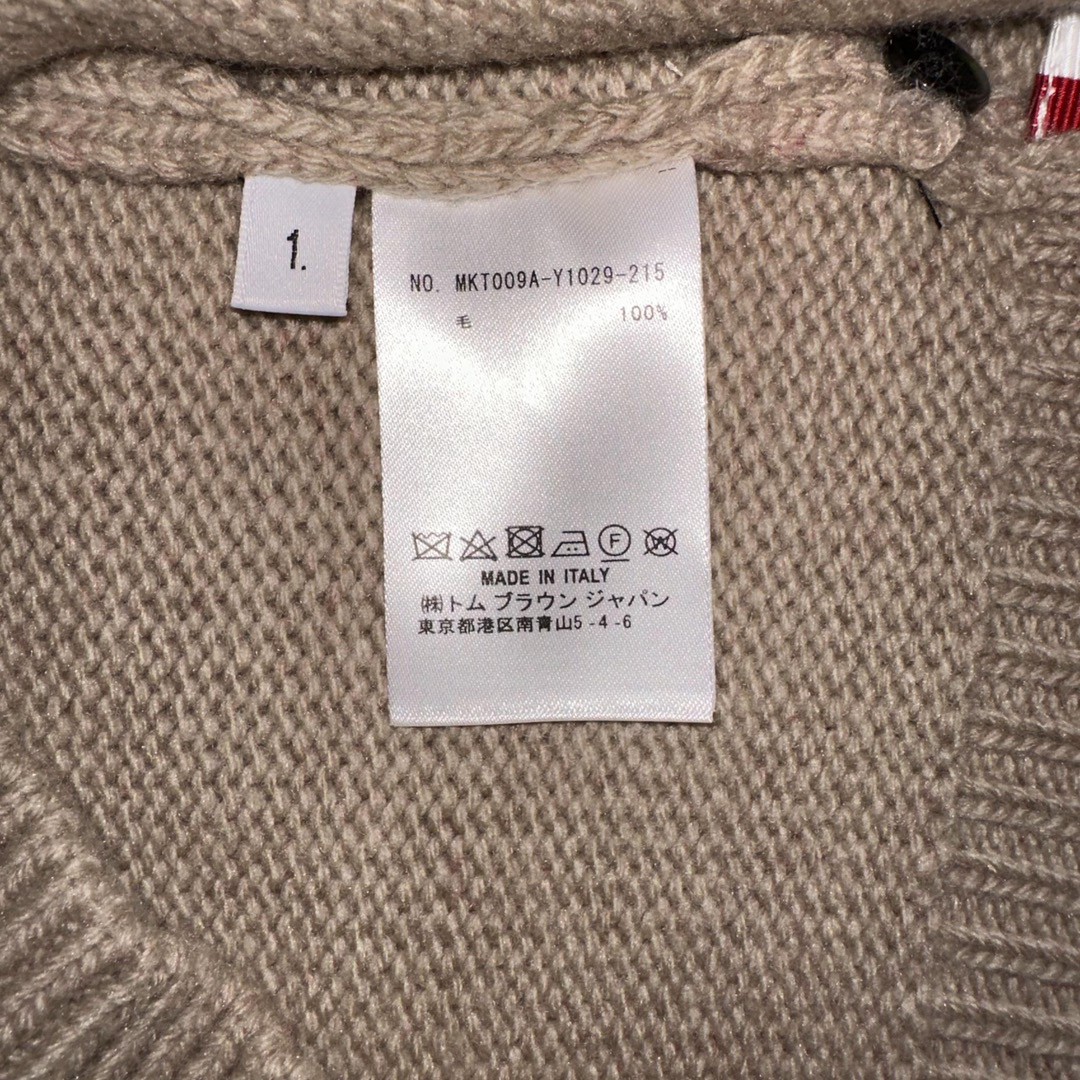 1.
NO. MKT009A-Y1029-215
毛 100%
F W
MADE IN ITALY
㈱トム ブラウン ジャパン
東京都港区南青山5-4-6